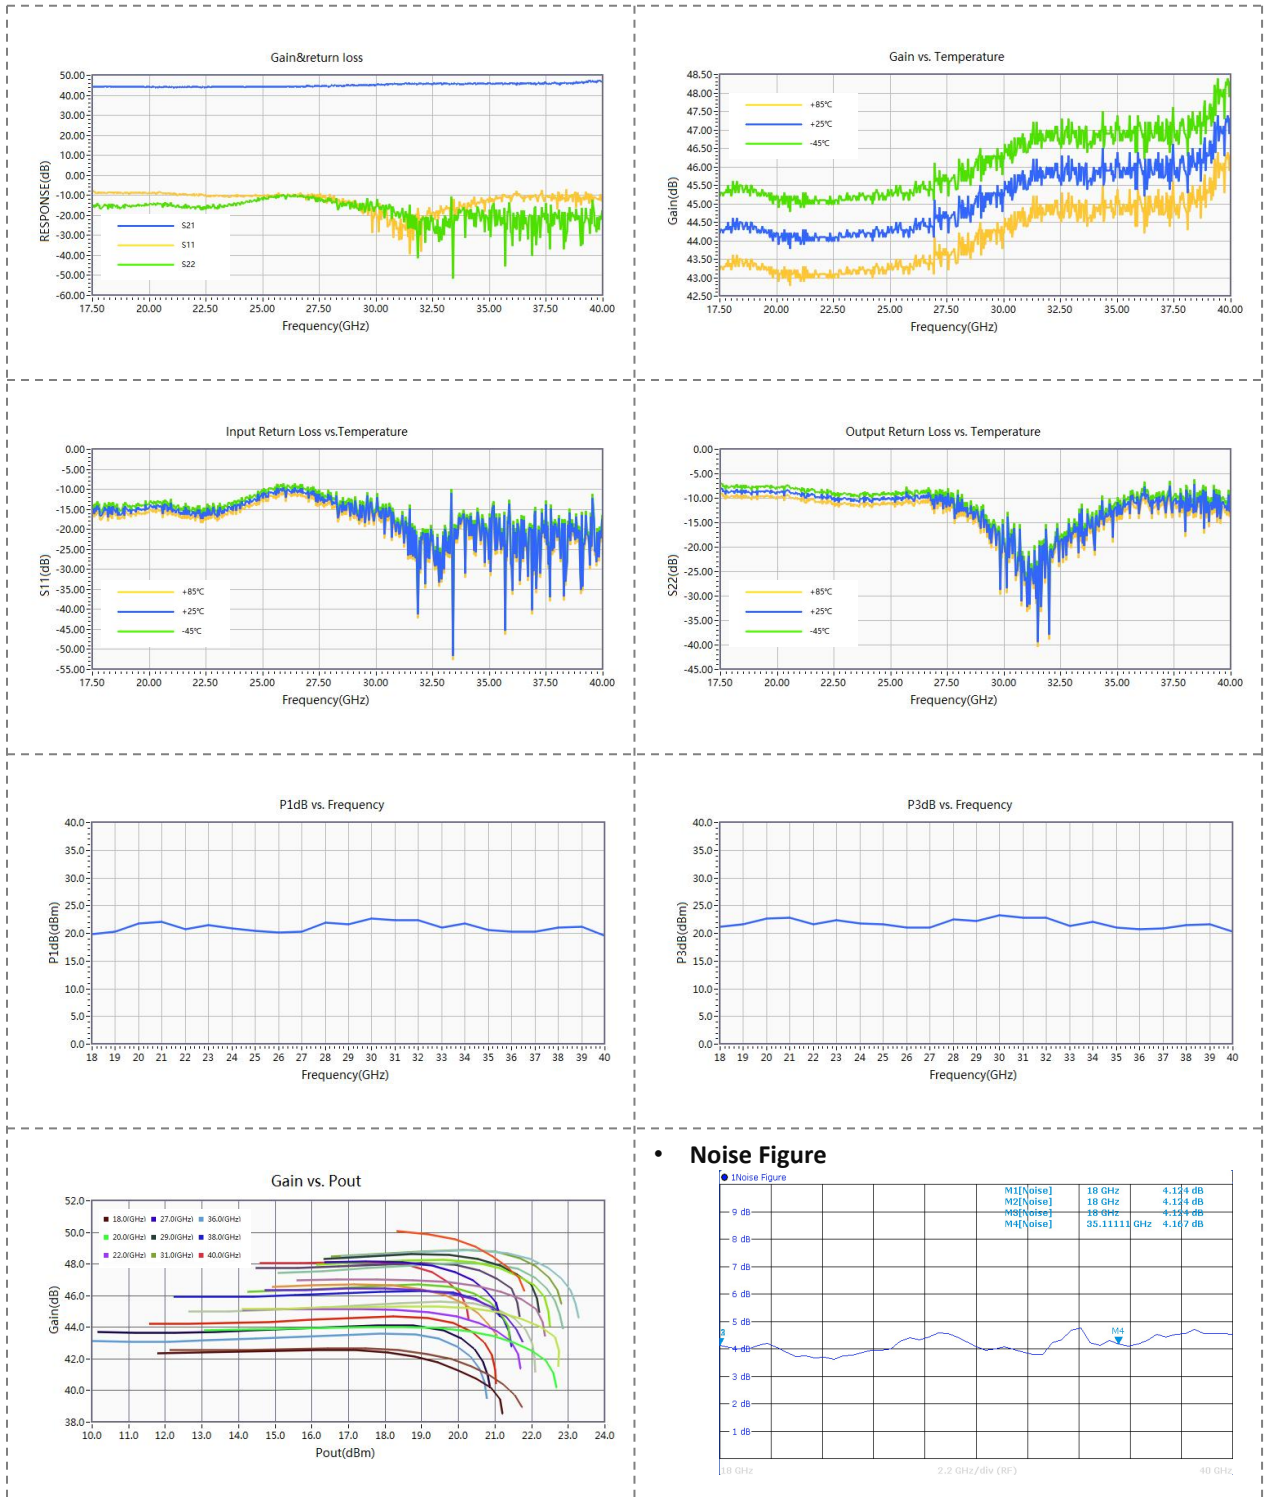 Gain&return loss
50.00
40.00
30.00
20.00
10.00
0.00
-10.00
-20.00
-30.00
-40.00
-50.00
-60.00
RESPONSE(dB)
S21
S11
S22
17.50 20.00 22.50 25.00 27.50 30.00 32.50 35.00 37.50 40.00
Frequency(GHz)
Gain vs. Temperature
48.50
47.50
47.00
46.00
45.50
45.00
44.50
44.00
43.00
42.50
Gain(dB)
+85℃
+25℃
-45℃
17.50 20.00 22.50 25.00 27.50 30.00 32.50 35.00 37.50 40.00
Frequency(GHz)
Input Return Loss vs.Temperature
0.00
-5.00
-10.00
-15.00
-20.00
-25.00
-30.00
-35.00
-40.00
-45.00
-50.00
-55.00
S11(dB)
+85℃
+25℃
-45℃
17.50 20.00 22.50 25.00 27.50 30.00 32.50 35.00 37.50 40.00
Frequency(GHz)
Output Return Loss vs. Temperature
0.00
-5.00
-10.00
-15.00
-20.00
-25.00
-30.00
-35.00
-40.00
-45.00
S22(dB)
+85℃
+25℃
-45℃
17.50 20.00 22.50 25.00 27.50 30.00 32.50 35.00 37.50 40.00
Frequency(GHz)
P1dB vs. Frequency
40.0
35.0
30.0
25.0
20.0
15.0
10.0
5.0
0.0
P1dB(dBm)
18 19 20 21 22 23 24 25 26 27 28 29 30 31 32 33 34 35 36 37 38 39 40
Frequency(GHz)
P3dB vs. Frequency
40.0
35.0
30.0
25.0
20.0
15.0
10.0
5.0
0.0
P3dB(dBm)
18 19 20 21 22 23 24 25 26 27 28 29 30 31 32 33 34 35 36 37 38 39 40
Frequency(GHz)
Gain vs. Pout
52.0
50.0
48.0
46.0
44.0
42.0
40.0
38.0
Gain(dB)
18.0(GHz) 27.0(GHz) 36.0(GHz)
20.0(GHz) 29.0(GHz) 38.0(GHz)
22.0(GHz) 31.0(GHz) 40.0(GHz)
10.0 11.0 12.0 13.0 14.0 15.0 16.0 17.0 18.0 19.0 20.0 21.0 22.0 23.0 24.0
Pout(dBm)
• Noise Figure
1Noise Figure
M1[Noise] 18 GHz 4.124 dB
M2[Noise] 18 GHz 4.124 dB
M3[Noise] 18 GHz 4.124 dB
M4[Noise] 35.11111 GHz 4.167 dB
9 dB
8 dB
7 dB
6 dB
5 dB
4 dB
3 dB
2 dB
1 dB
M4
18 GHz 2.2 GHz/div (RF) 40 GHz